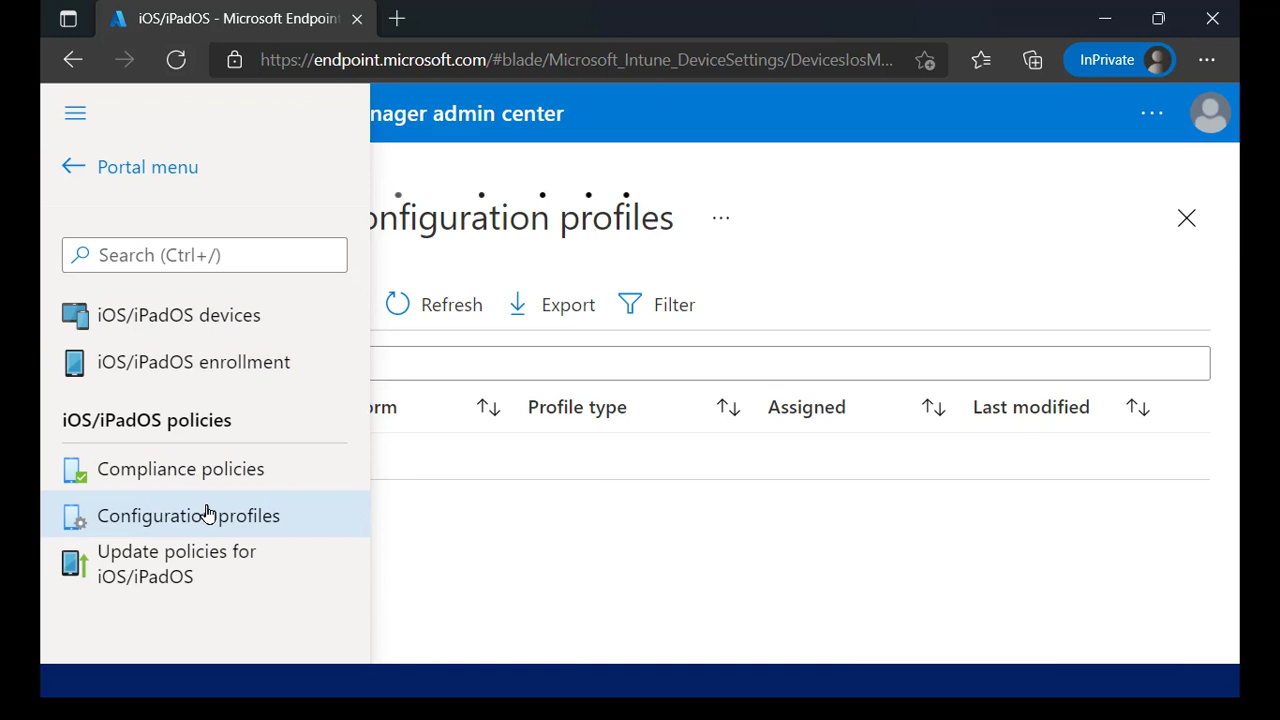 iOS/iPadOS - Microsoft Endpoint
https://endpoint.microsoft.com/#blade/Microsoft_Intune_DeviceSettings/DevicesIosM...
InPrivate
nager admin center
Portal menu
onfiguration profiles
Search (Ctrl+/)
iOS/iPadOS devices
Refresh
Export
Filter
iOS/iPadOS enrollment
iOS/iPadOS policies
orm
Profile type
Assigned
Last modified
Compliance policies
Configuration profiles
Update policies for
iOS/iPadOS